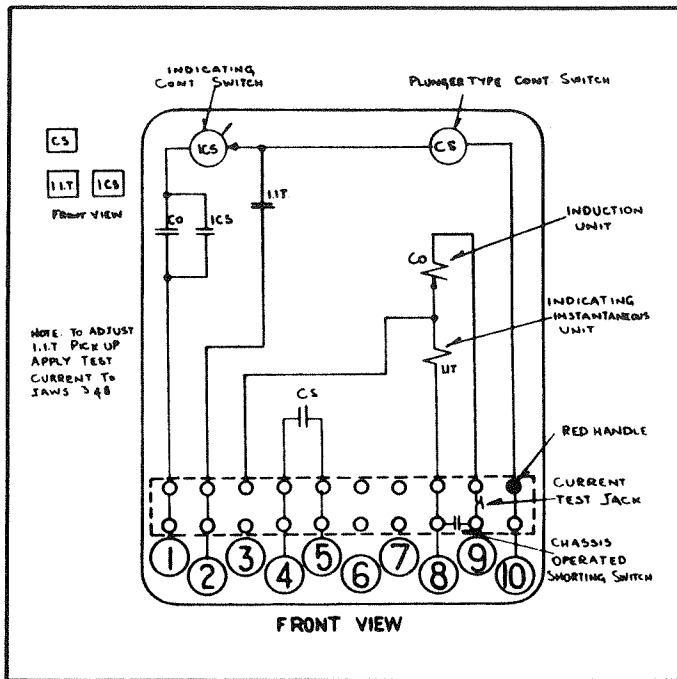 INDICATING
CONT SWITCH
PLUNGER TYPE CONT. SWITCH
CS
I.I.T
ICS
FRONT VIEW
ICS
CS
I.I.T.
CO
ICS
CO
INDUCTION
UNIT
INDICATING
INSTANTANEOUS
UNIT
IIT
NOTE: TO ADJUST
I.I.T PICK UP
APPLY TEST
CURRENT TO
JAWS 3 & 8
CS
RED HANDLE
CURRENT
TEST JACK
CHASSIS
OPERATED
SHORTING SWITCH
1 2 3 4 5 6 7 8 9 10
FRONT VIEW